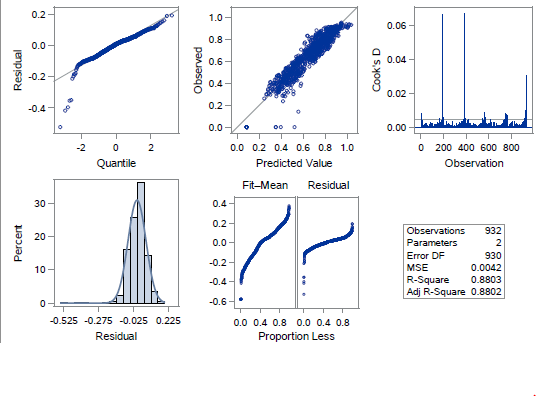 0.2
0.0
-0.2
-0.4
Residual
-2 0 2
Quantile
1.0
0.8
0.6
0.4
0.2
0.0
Observed
0.0 0.2 0.4 0.6 0.8 1.0
Predicted Value
0.06
0.04
0.02
0.00
Cook's D
0 200 400 600 800
Observation
30
20
10
0
Percent
-0.525 -0.275 -0.025 0.225
Residual
Fit–Mean Residual
0.4
0.2
0.0
-0.2
-0.4
-0.6
0.0 0.4 0.8 0.0 0.4 0.8
Proportion Less
Observations 932
Parameters 2
Error DF 930
MSE 0.0042
R-Square 0.8803
Adj R-Square 0.8802